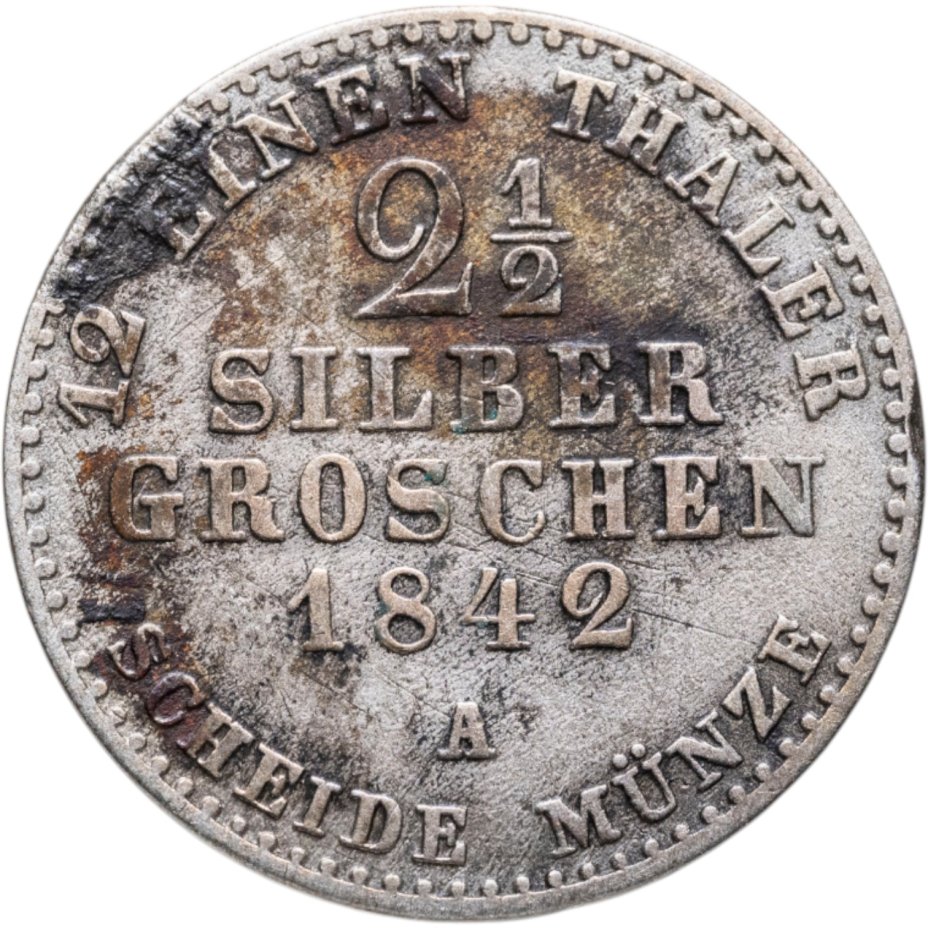 12 EINEN THALER
2 1/2
SILBER
GROSCHEN
1842
A
SCHEIDE MÜNZE